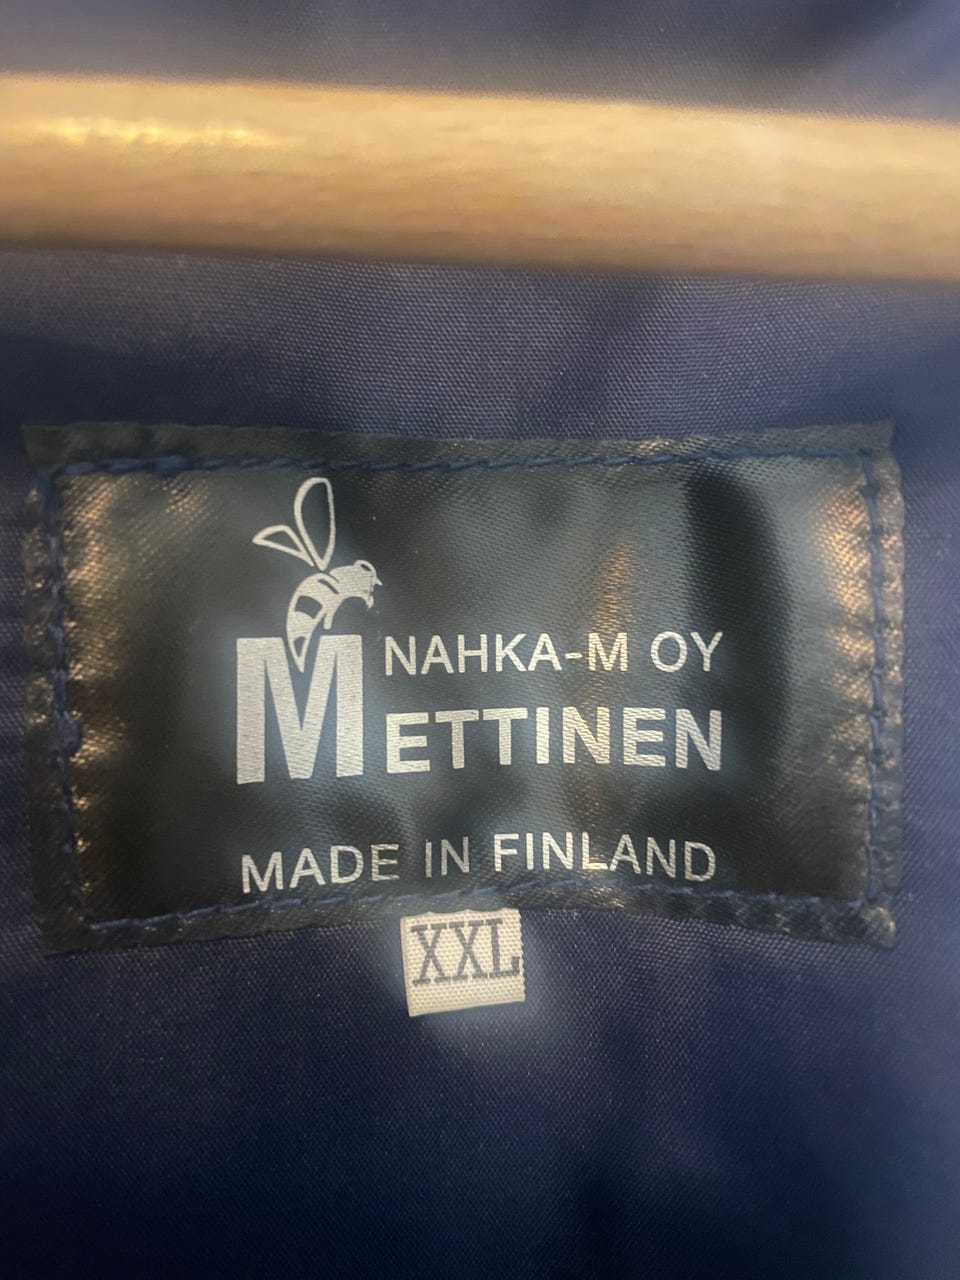 NAHKA-M OY
METTINEN
MADE IN FINLAND
XXL